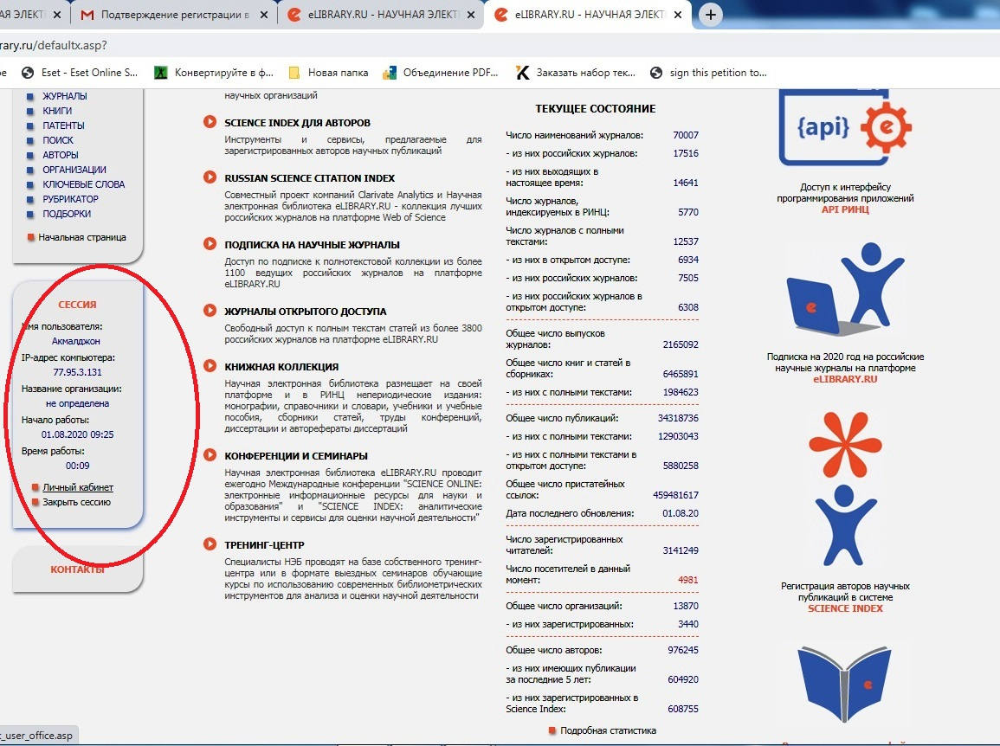 АЯ ЭЛЕКТ
Подтверждение регистрации в
eLIBRARY.RU - НАУЧНАЯ ЭЛЕКТ
eLIBRARY.RU - НАУЧНАЯ ЭЛЕКТ
rary.ru/defaultx.asp?
Eset - Eset Online S...
Конвертируйте в ф...
Новая папка
Объединение PDF...
Заказать набор тек...
sign this petition to...
ЖУРНАЛЫ
КНИГИ
ПАТЕНТЫ
ПОИСК
АВТОРЫ
ОРГАНИЗАЦИИ
КЛЮЧЕВЫЕ СЛОВА
РУБРИКАТОР
ПОДБОРКИ
Начальная страница
СЕССИЯ
Имя пользователя:
Акмалджон
IP-адрес компьютера:
77.95.3.131
Название организации:
не определена
Начало работы:
01.08.2020 09:25
Время работы:
00:09
Личный кабинет
Закрыть сессию
КОНТАКТЫ
научных организаций
SCIENCE INDEX ДЛЯ АВТОРОВ
Инструменты и сервисы, предлагаемые для
зарегистрированных авторов научных публикаций
RUSSIAN SCIENCE CITATION INDEX
Совместный проект компаний Clarivate Analytics и Научная
электронная библиотека eLIBRARY.RU - коллекция лучших
российских журналов на платформе Web of Science
ПОДПИСКА НА НАУЧНЫЕ ЖУРНАЛЫ
Доступ по подписке к полнотекстовой коллекции из более
1100 ведущих российских журналов на платформе
eLIBRARY.RU
ЖУРНАЛЫ ОТКРЫТОГО ДОСТУПА
Свободный доступ к полным текстам статей из более 3800
российских журналов на платформе eLIBRARY.RU
КНИЖНАЯ КОЛЛЕКЦИЯ
Научная электронная библиотека размещает на своей
платформе и в РИНЦ непериодические издания:
монографии, справочники и словари, учебники и учебные
пособия, сборники статей, труды конференций,
диссертации и авторефераты диссертаций
КОНФЕРЕНЦИИ И СЕМИНАРЫ
Научная электронная библиотека eLIBRARY.RU проводит
ежегодно Международные конференции "SCIENCE ONLINE:
электронные информационные ресурсы для науки и
образования" и "SCIENCE INDEX: аналитические
инструменты и сервисы для оценки научной деятельности"
ТРЕНИНГ-ЦЕНТР
Специалисты НЭБ проводят на базе собственного тренинг-
центра или в формате выездных семинаров обучающие
курсы по использованию современных библиометрических
инструментов для анализа и оценки научной деятельности
ТЕКУЩЕЕ СОСТОЯНИЕ
Число наименований журналов: 70007
- из них российских журналов: 17516
- из них выходящих в
настоящее время: 14641
Число журналов,
индексируемых в РИНЦ: 5770
Число журналов с полными
текстами: 12537
- из них в открытом доступе: 6934
- из них российских журналов: 7505
- из них российских журналов в
открытом доступе: 6308
Общее число выпусков
журналов: 2165092
Общее число книг и статей в
сборниках: 6465891
- из них с полными текстами: 1984623
Общее число публикаций: 34318736
- из них с полными текстами: 12903043
- из них с полными текстами в
открытом доступе: 5880258
Общее число пристатейных
ссылок: 459481617
Дата последнего обновления: 01.08.20
Число зарегистрированных
читателей: 3141249
Число посетителей в данный
момент: 4981
Общее число организаций: 13870
- из них зарегистрированных: 3440
Общее число авторов: 976245
- из них имеющих публикации
за последние 5 лет: 604920
- из них зарегистрированных в
Science Index: 608755
Подробная статистика
{api}
Доступ к интерфейсу
программирования приложений
API РИНЦ
Подписка на 2020 год на российские
научные журналы на платформе
eLIBRARY.RU
Регистрация авторов научных
публикаций в системе
SCIENCE INDEX
t_user_office.asp